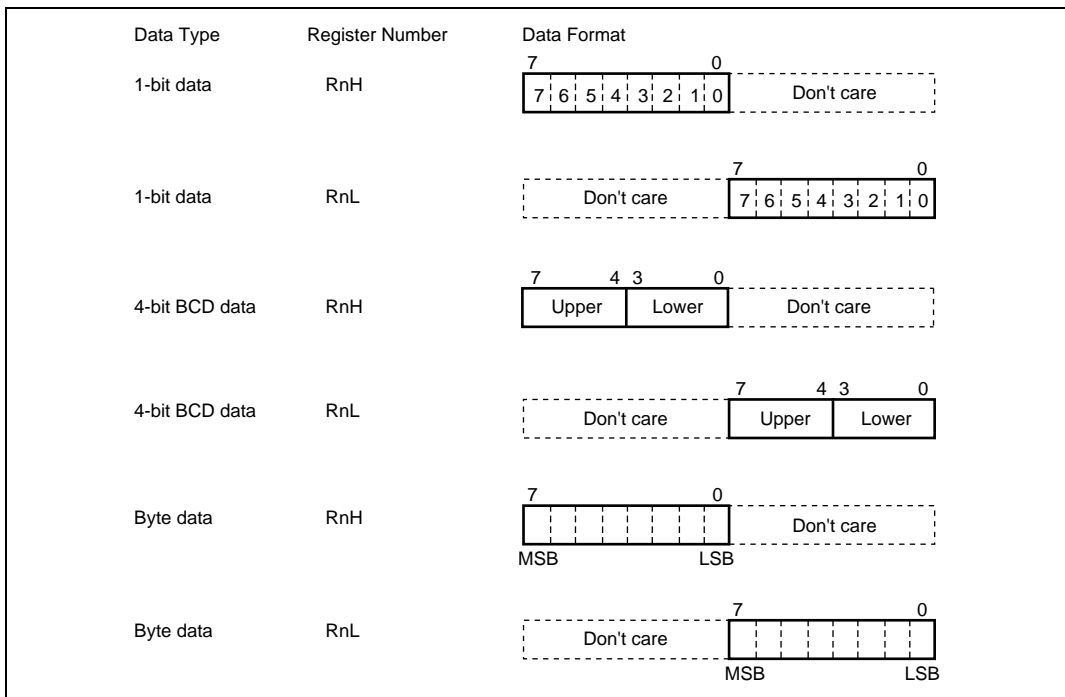 Data Type Register Number Data Format
7 0
1-bit data RnH 7 6 5 4 3 2 1 0 Don't care
7 0
1-bit data RnL Don't care 7 6 5 4 3 2 1 0
7 4 3 0
4-bit BCD data RnH Upper Lower Don't care
7 4 3 0
4-bit BCD data RnL Don't care Upper Lower
7 0
Byte data RnH Don't care
MSB LSB
7 0
Byte data RnL Don't care
MSB LSB